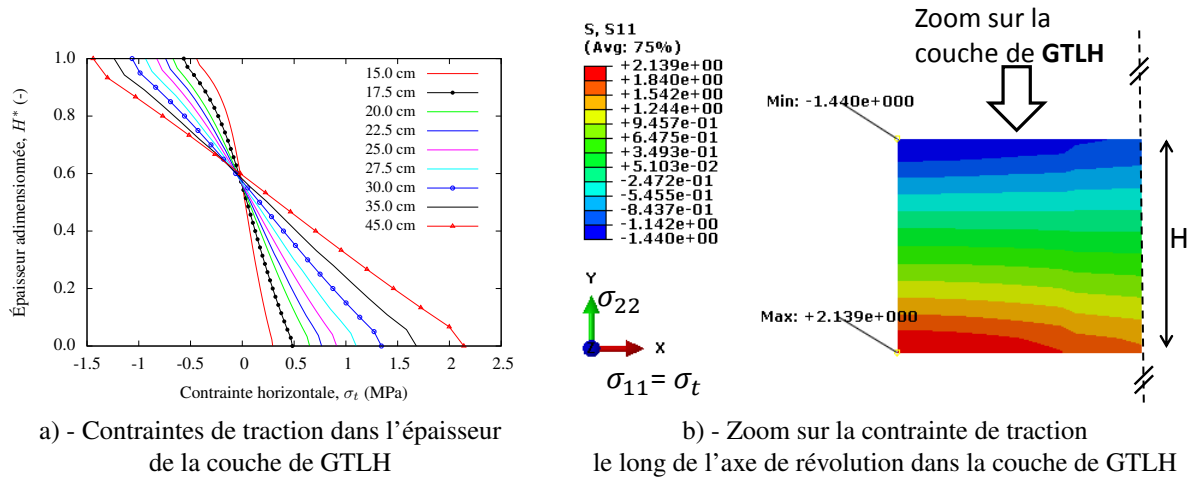 1.0
0.8
0.6
0.4
0.2
0.0
-1.5
-1
-0.5
0
0.5
1
1.5
2
2.5
Épaisseur adimensionnée, H* (-)
Contrainte horizontale, σt (MPa)
15.0 cm
17.5 cm
20.0 cm
22.5 cm
25.0 cm
27.5 cm
30.0 cm
35.0 cm
45.0 cm
a) - Contraintes de traction dans l'épaisseur
de la couche de GTLH
S, S11
(Avg: 75%)
+2.139e+00
+1.840e+00
+1.542e+00
+1.244e+00
+9.457e-01
+6.475e-01
+3.493e-01
+5.103e-02
-2.472e-01
-5.455e-01
-8.437e-01
-1.142e+00
-1.440e+00
Zoom sur la
couche de GTLH
Min: -1.440e+000
Max: +2.139e+000
H
Y
σ22
Z
X
σ11= σt
b) - Zoom sur la contrainte de traction
le long de l'axe de révolution dans la couche de GTLH